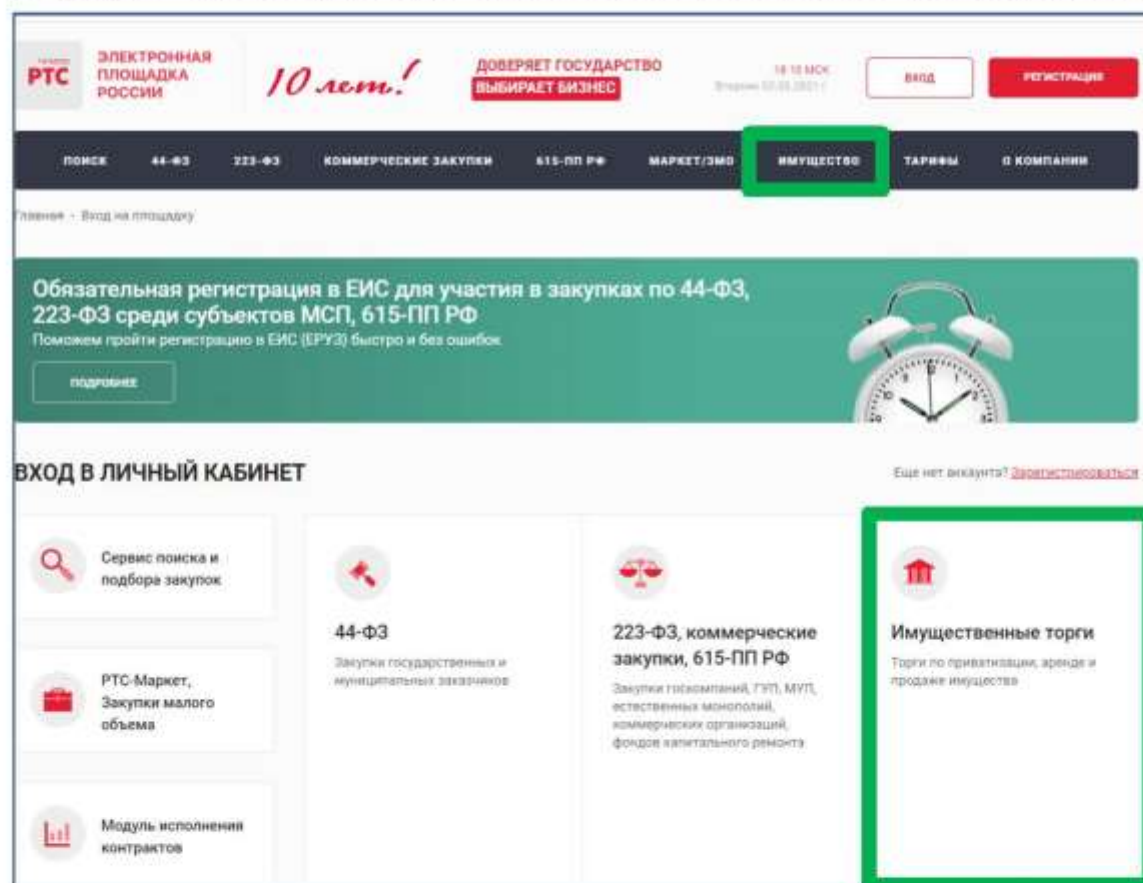 РТС
ЭЛЕКТРОННАЯ
ПЛОЩАДКА
РОССИИ
10 лет!
ДОВЕРЯЕТ ГОСУДАРСТВО
ВЫБИРАЕТ БИЗНЕС
МСК
Вторник
ВХОД
РЕГИСТРАЦИЯ
ПОИСК 44-ФЗ 223-ФЗ КОММЕРЧЕСКИЕ ЗАКУПКИ 615-ПП РФ МАРКЕТ/ЗМО ИМУЩЕСТВО ТАРИФЫ О КОМПАНИИ
Главная - Вход на площадку
Обязательная регистрация в ЕИС для участия в закупках по 44-ФЗ,
223-ФЗ среди субъектов МСП, 615-ПП РФ
Поможем пройти регистрацию в ЕИС (ЕРУЗ) быстро и без ошибок
ПОДРОБНЕЕ
ВХОД В ЛИЧНЫЙ КАБИНЕТ
Еще нет аккаунта? Зарегистрироваться
Сервис поиска и
подбора закупок
РТС-Маркет,
Закупки малого
объема
Модуль исполнения
контрактов
44-ФЗ
Закупки государственных и
муниципальных заказчиков
223-ФЗ, коммерческие
закупки, 615-ПП РФ
Закупки госкомпаний, ГУП, МУП,
естественных монополий,
коммерческих организаций,
фондов капитального ремонта
Имущественные торги
Торги по приватизации, аренде и
продаже имущества